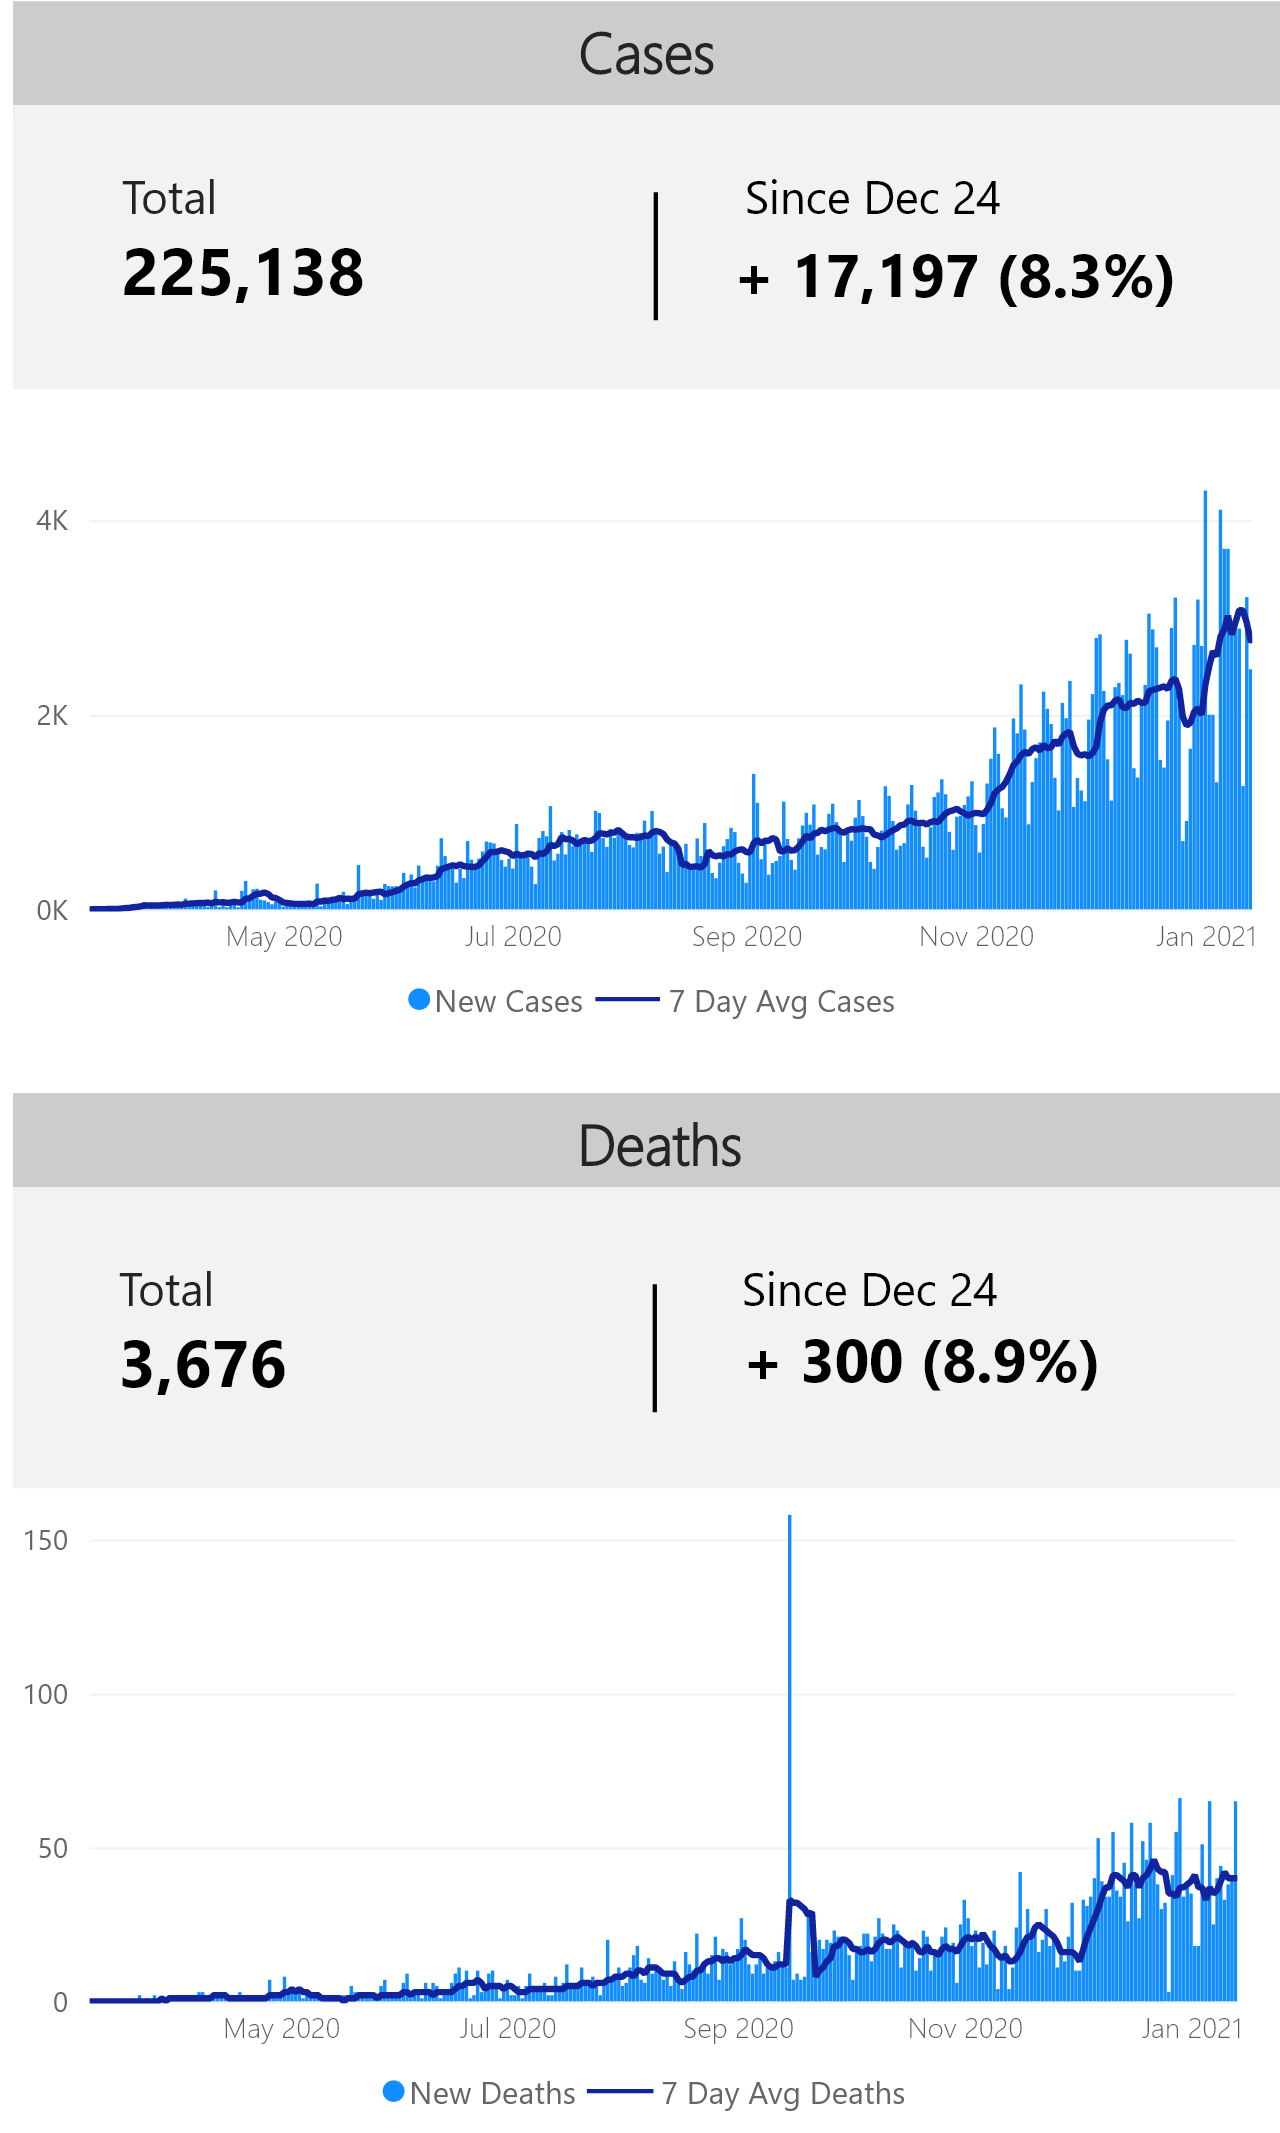 Cases
Total
Since Dec 24
225,138
+ 17,197 (8.3%)
4K
2K
0K
May 2020
Jul 2020
Sep 2020
Nov 2020
Jan 2021
New Cases
7 Day Avg Cases
Deaths
Total
Since Dec 24
3,676
+ 300 (8.9%)
150
100
50
0
May 2020
Jul 2020
Sep 2020
Nov 2020
Jan 2021
New Deaths
7 Day Avg Deaths